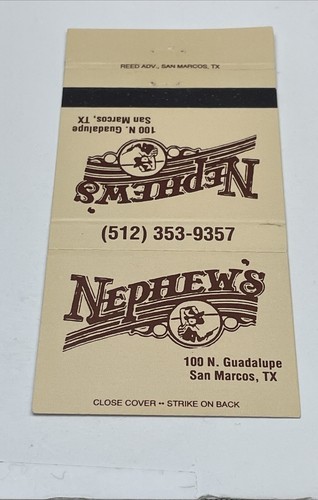 REED ADV., SAN MARCOS, TX
100 N. Guadalupe
San Marcos, TX
NEPHEW'S
(512) 353-9357
NEPHEW'S
100 N. Guadalupe
San Marcos, TX
CLOSE COVER •• STRIKE ON BACK